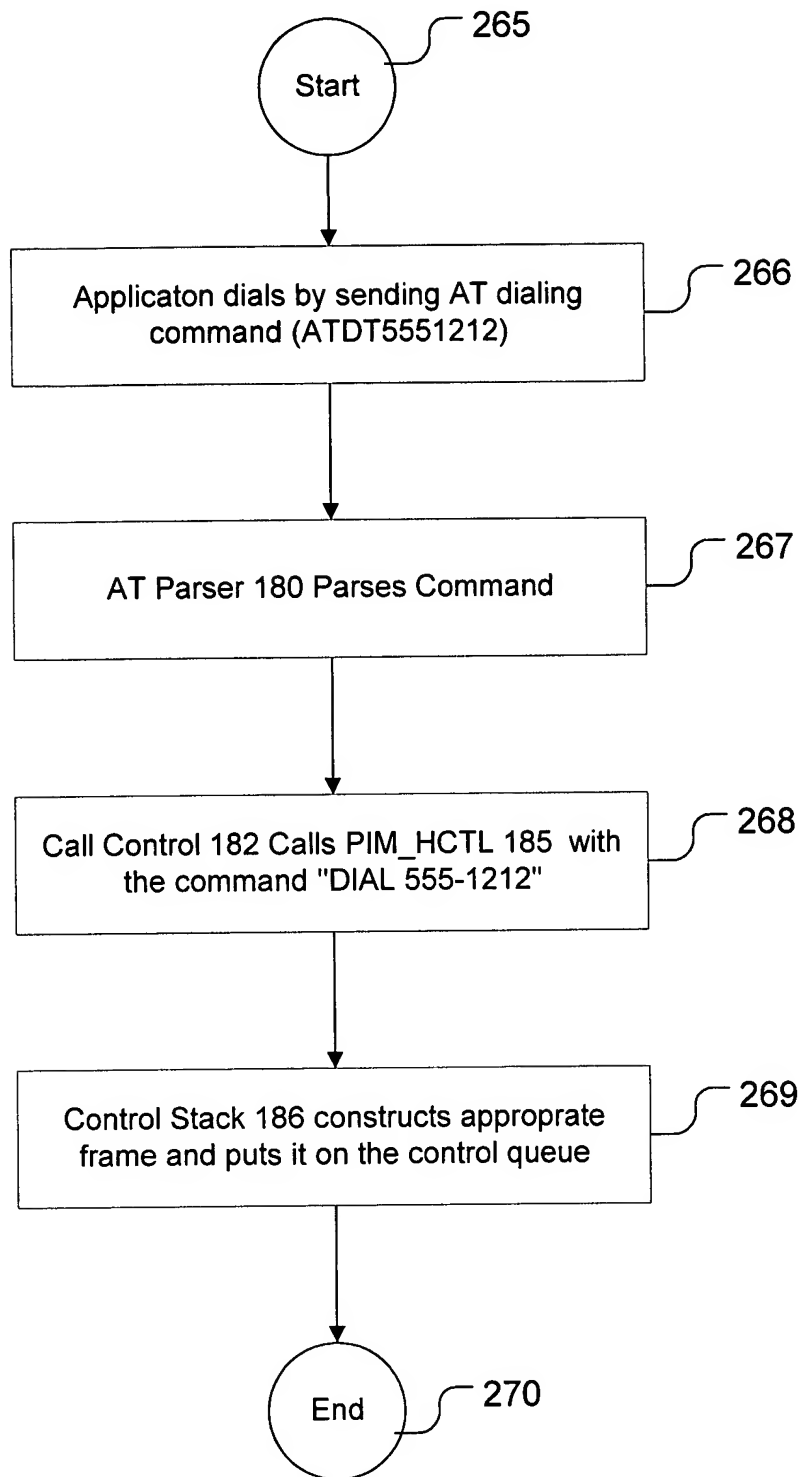 265
Start
266
Applicaton dials by sending AT dialing
command (ATDT5551212)
267
AT Parser 180 Parses Command
268
Call Control 182 Calls PIM_HCTL 185 with
the command "DIAL 555-1212"
269
Control Stack 186 constructs approprate
frame and puts it on the control queue
End
270